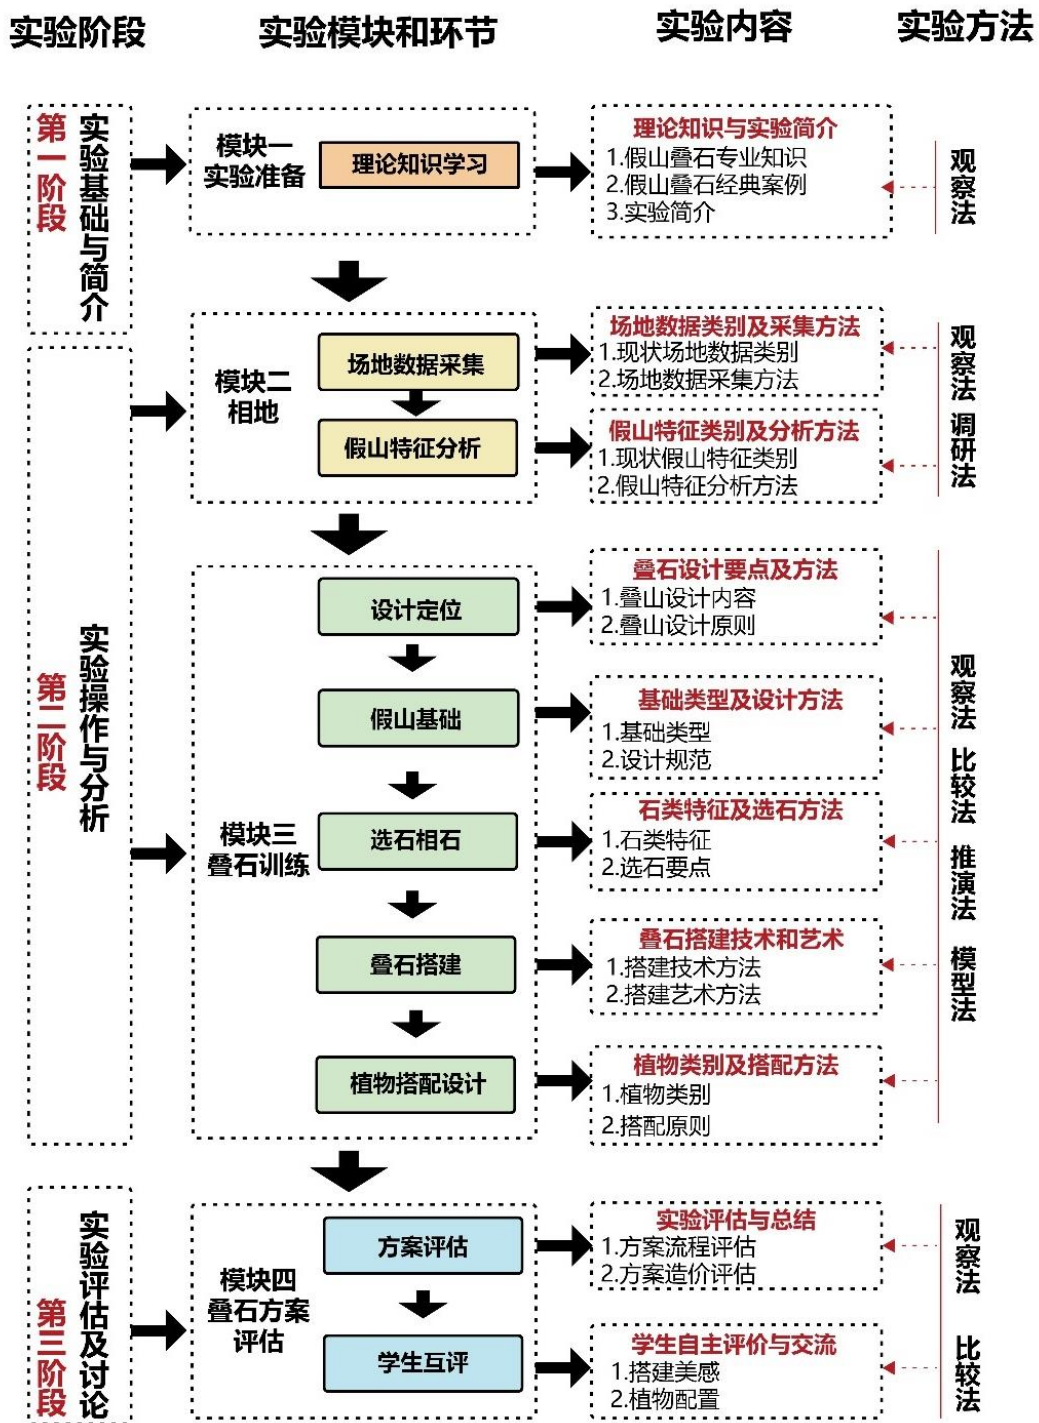 实验阶段
实验模块和环节
实验内容
实验方法
第一阶段
实验基础与简介
模块一
实验准备
理论知识学习
理论知识与实验简介
1.假山叠石专业知识
2.假山叠石经典案例
3.实验简介
观察法
第二阶段
实验操作与分析
模块二
相地
场地数据采集
假山特征分析
场地数据类别及采集方法
1.现状场地数据类别
2.场地数据采集方法
假山特征类别及分析方法
1.现状假山特征类别
2.假山特征分析方法
观察法
调研法
模块三
叠石训练
设计定位
假山基础
选石相石
叠石搭建
植物搭配设计
叠石设计要点及方法
1.叠山设计内容
2.叠山设计原则
基础类型及设计方法
1.基础类型
2.设计规范
石类特征及选石方法
1.石类特征
2.选石要点
叠石搭建技术和艺术
1.搭建技术方法
2.搭建艺术方法
植物类别及搭配方法
1.植物类别
2.搭配原则
观察法
比较法
推演法
模型法
第三阶段
实验评估及讨论
模块四
叠石方案
评估
方案评估
学生互评
实验评估与总结
1.方案流程评估
2.方案造价评估
学生自主评价与交流
1.搭建美感
2.植物配置
观察法
比较法